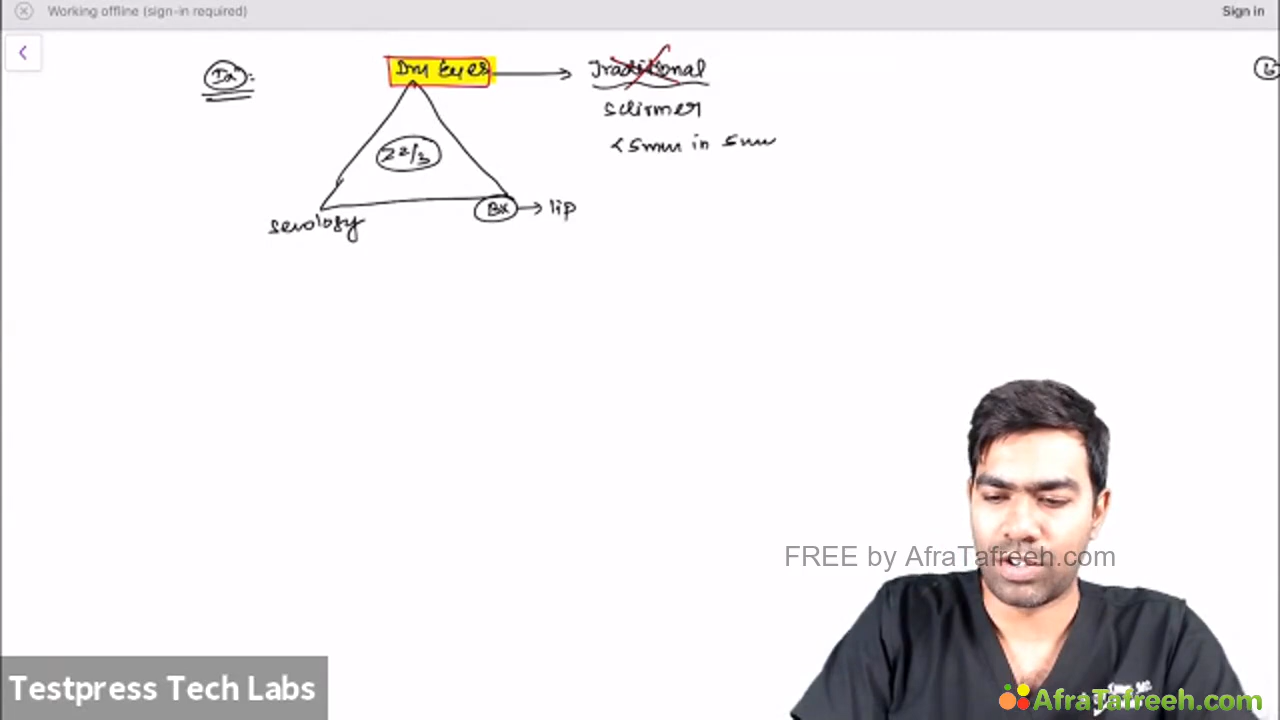 Working offline (sign-in required)
Sign in
Dry Eyes
Traditional
schirmer
<5mm in 5min
≥2/3
serology
Bx → lip
FREE by AfraTafreeh.com
Testpress Tech Labs
AfraTafreeh.com